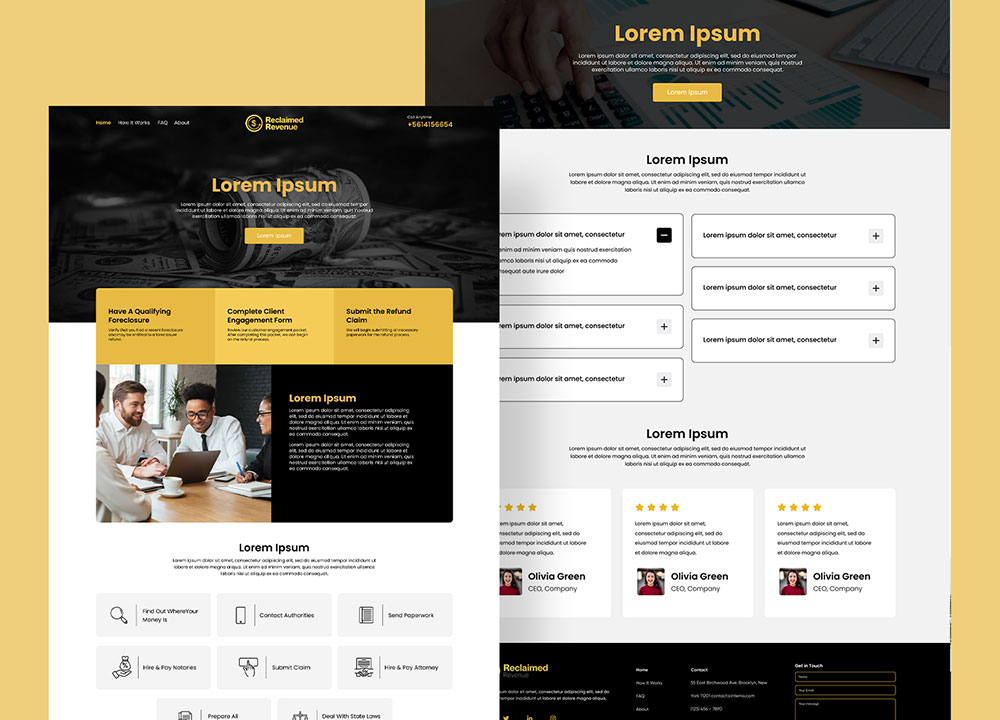 Home
How It Works
FAQ
About
Reclaimed
Revenue
Call Anytime
+5614156654
Lorem Ipsum
Lorem ipsum dolor sit amet, consectetur adipiscing elit, sed do eiusmod tempor
incididunt ut labore et dolore magna aliqua. Ut enim ad minim veniam, quis nostrud
exercitation ullamco laboris nisi ut aliquip ex ea commodo consequat.
Lorem Ipsum
Have A Qualifying
Foreclosure
Verify that you had a recent foreclosure
and may be entitled to a foreclosure
refund.
Complete Client
Engagement Form
Review our customer engagement packet.
After completing this packet, we can begin
on the refund process.
Submit the Refund
Claim
We will begin submitting all necessary
paperwork for the refund process.
Lorem Ipsum
Lorem ipsum dolor sit amet, consectetur adipiscing
elit, sed do eiusmod tempor incididunt ut labore et
dolore magna aliqua. Ut enim ad minim veniam, quis
nostrud exercitation ullamco laboris nisi ut aliquip ex
ea commodo consequat.
Lorem ipsum dolor sit amet, consectetur adipiscing
elit, sed do eiusmod tempor incididunt ut labore et
dolore magna aliqua. Ut enim ad minim veniam, quis
nostrud exercitation ullamco laboris nisi ut aliquip ex
ea commodo consequat.
Lorem Ipsum
Lorem ipsum dolor sit amet, consectetur adipiscing elit, sed do eiusmod tempor incididunt ut
labore et dolore magna aliqua. Ut enim ad minim veniam, quis nostrud exercitation ullamco
laboris nisi ut aliquip ex ea commodo consequat.
Find Out WhereYour
Money Is
Contact Authorities
Send Paperwork
Hire & Pay Notaries
Submit Claim
Hire & Pay Attorney
Prepare All
Deal With State Laws
Lorem Ipsum
Lorem ipsum dolor sit amet, consectetur adipiscing elit, sed do eiusmod tempor
incididunt ut labore et dolore magna aliqua. Ut enim ad minim veniam, quis nostrud exercitation
ullamco laboris nisi ut aliquip ex ea commodo consequat.
Lorem Ipsum
Lorem Ipsum
Lorem ipsum dolor sit amet, consectetur adipiscing elit, sed do eiusmod tempor incididunt ut
labore et dolore magna aliqua. Ut enim ad minim veniam, quis nostrud exercitation ullamco
laboris nisi ut aliquip ex ea commodo consequat.
rem ipsum dolor sit amet, consectetur
enim ad minim veniam quis nostrud exercitation
mco laboris nisi ut aliquip ex ea commodo
nsequat aute irure dolor
rem ipsum dolor sit amet, consectetur
rem ipsum dolor sit amet, consectetur
Lorem ipsum dolor sit amet, consectetur
Lorem ipsum dolor sit amet, consectetur
Lorem ipsum dolor sit amet, consectetur
Lorem Ipsum
Lorem ipsum dolor sit amet, consectetur adipiscing elit, sed do eiusmod tempor incididunt ut
labore et dolore magna aliqua. Ut enim ad minim veniam, quis nostrud exercitation ullamco
laboris nisi ut aliquip ex ea commodo consequat.
rem ipsum dolor sit amet,
nsectetur adipiscing elit, sed do
usmod tempor incididunt ut labore
dolore magna aliqua.
Olivia Green
CEO, Company
Lorem ipsum dolor sit amet,
consectetur adipiscing elit, sed do
eiusmod tempor incididunt ut labore
et dolore magna aliqua.
Olivia Green
CEO, Company
Lorem ipsum dolor sit amet,
consectetur adipiscing elit, sed do
eiusmod tempor incididunt ut labore
et dolore magna aliqua.
Olivia Green
CEO, Company
Reclaimed
Revenue
ipsum dolor sit amet, consectetur adipiscing elit, sed do
eiusmod tempor incididunt ut labore et dolore magna aliqua.
Home
How It Works
FAQ
About
Contact
55 East Birchwood Ave. Brooklyn, New
York 11201 contact@interno.com
(123) 456 - 7890
Get in Touch
Name
Your Email
Your message